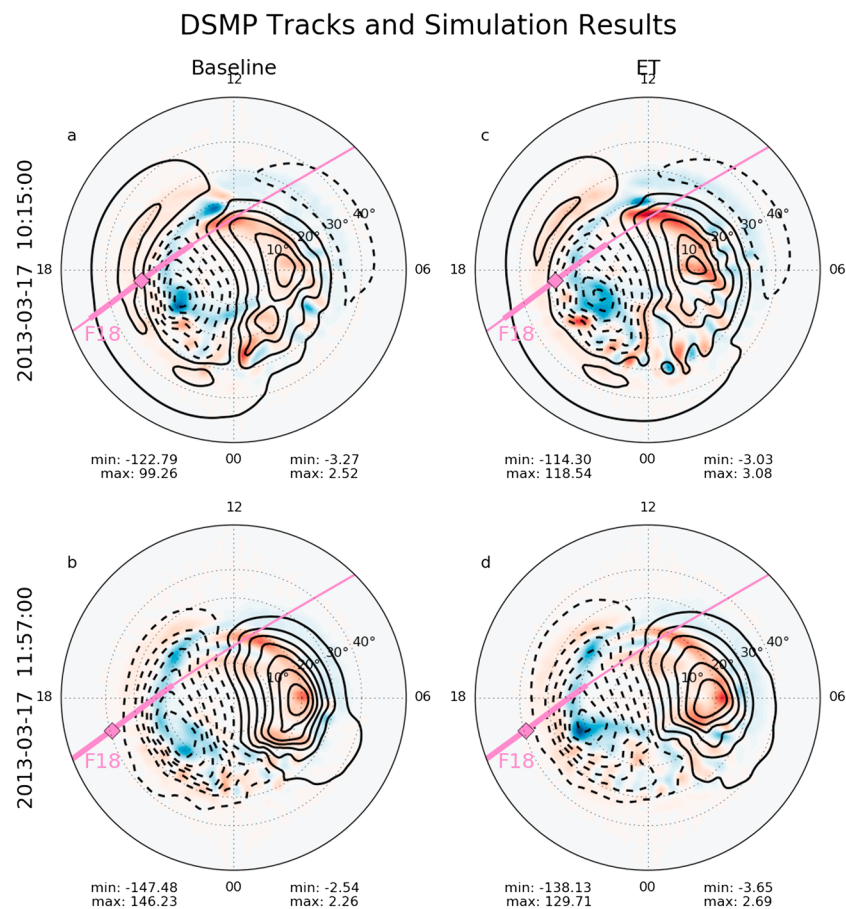 DSMP Tracks and Simulation Results
Baseline
ET
12
12
a
c
2013-03-17 10:15:00
40°
30°
20°
10°
40°
30°
20°
10°
18
06
18
06
F18
F18
00
00
min: -122.79
max: 99.26
min: -3.27
max: 2.52
min: -114.30
max: 118.54
min: -3.03
max: 3.08
12
12
b
d
2013-03-17 11:57:00
40°
30°
20°
10°
40°
30°
20°
10°
18
06
18
06
F18
F18
00
00
min: -147.48
max: 146.23
min: -2.54
max: 2.26
min: -138.13
max: 129.71
min: -3.65
max: 2.69